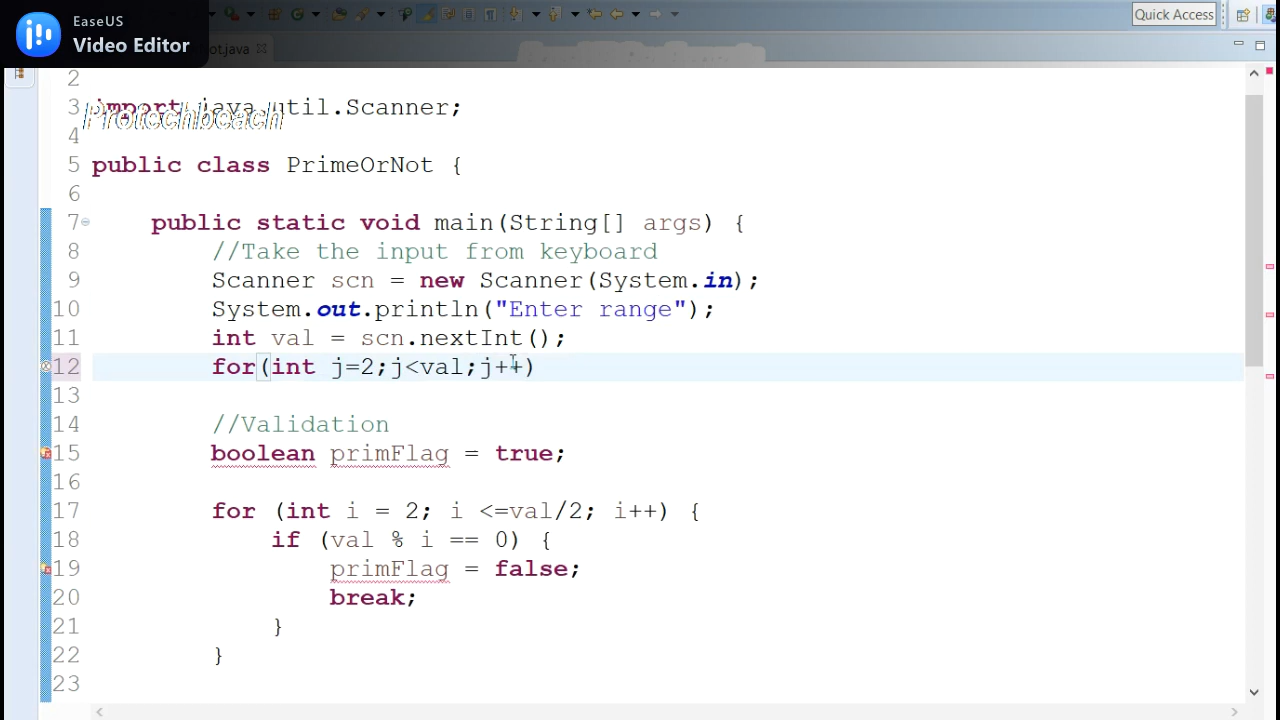 EaseUS
Video Editor
Quick Access
ot.java
2
3 import java.util.Scanner;
Protechbeach
4
5 public class PrimeOrNot {
6
7 public static void main(String[] args) {
8 //Take the input from keyboard
9 Scanner scn = new Scanner(System.in);
10 System.out.println("Enter range");
11 int val = scn.nextInt();
12 for(int j=2;j<val;j++)
13
14 //Validation
15 boolean primFlag = true;
16
17 for (int i = 2; i <=val/2; i++) {
18 if (val % i == 0) {
19 primFlag = false;
20 break;
21 }
22 }
23